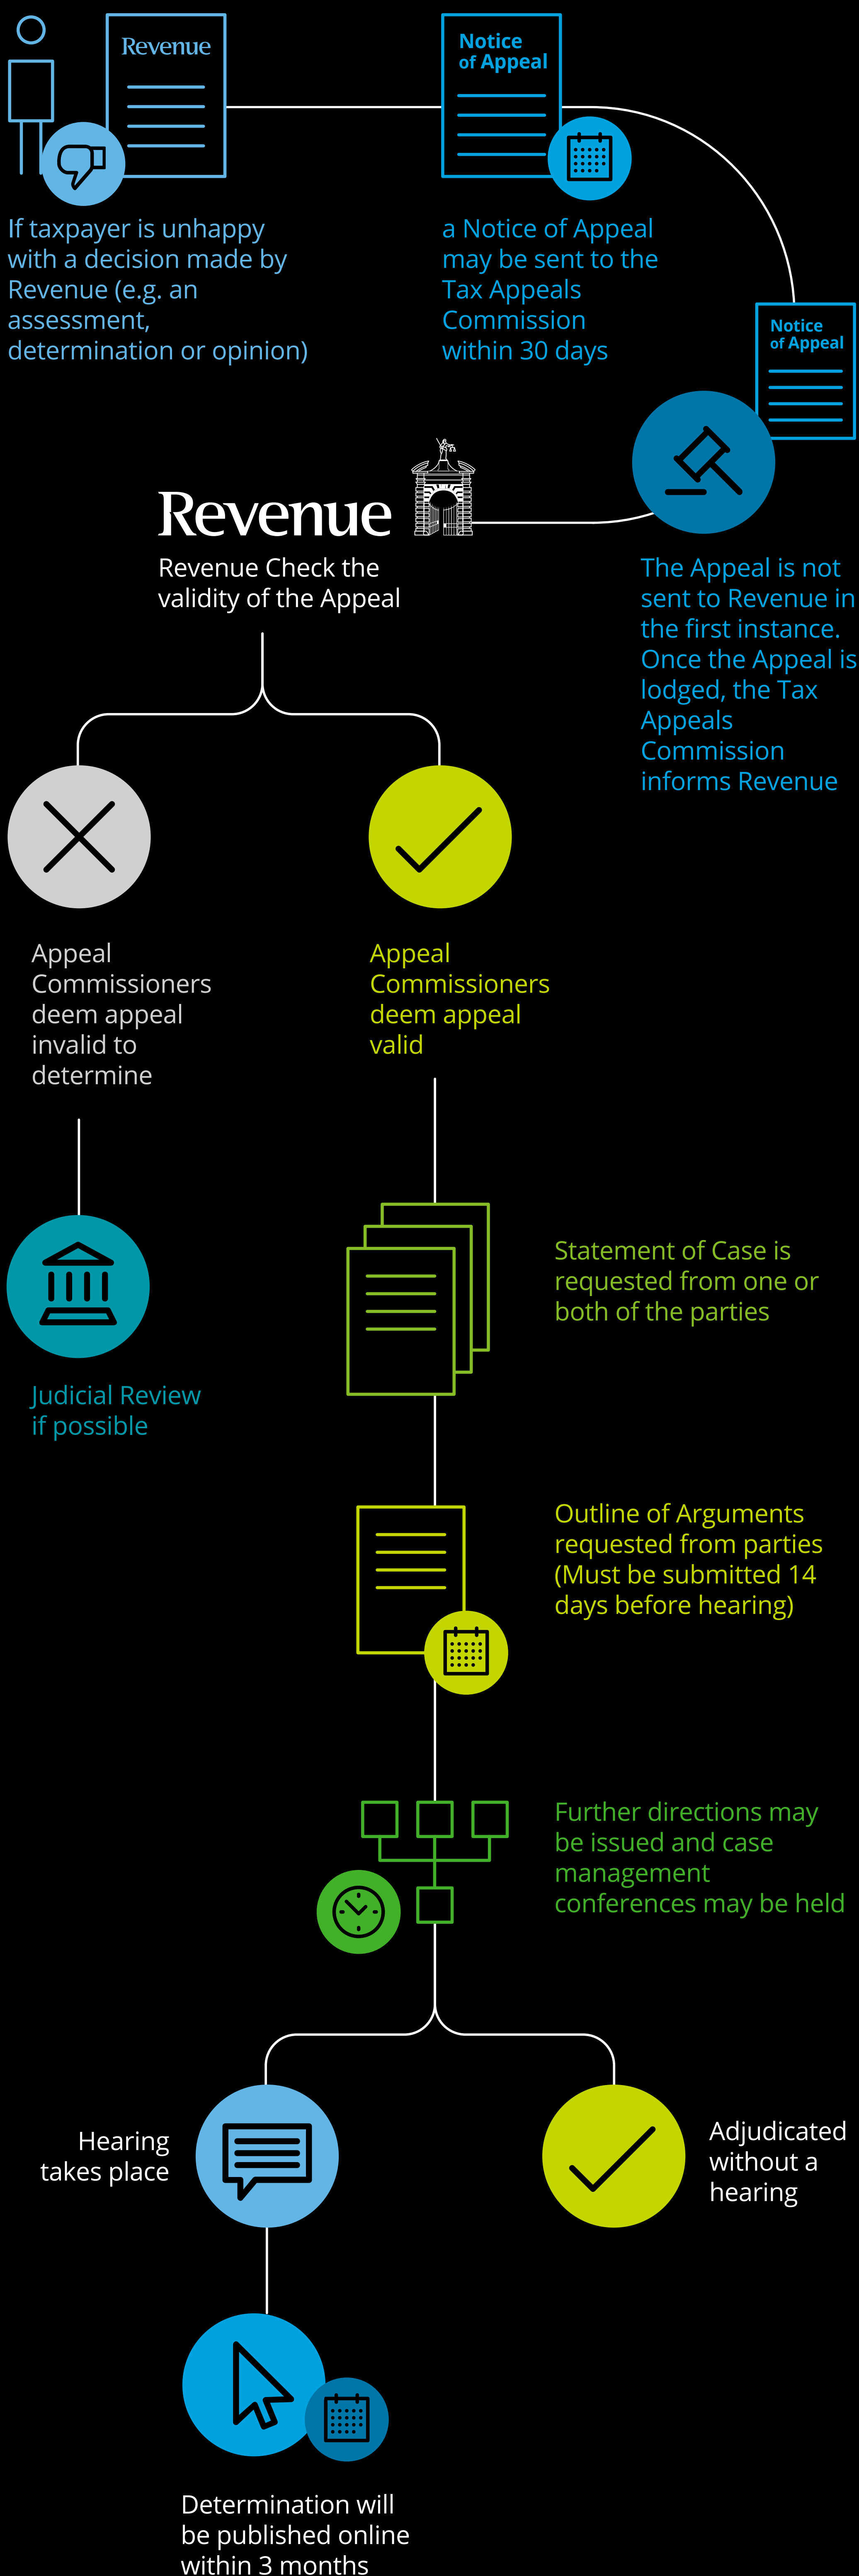 Revenue
Notice
of Appeal
If taxpayer is unhappy
with a decision made by
Revenue (e.g. an
assessment,
determination or opinion)
a Notice of Appeal
may be sent to the
Tax Appeals
Commission
within 30 days
Notice
of Appeal
The Appeal is not
sent to Revenue in
the first instance.
Once the Appeal is
lodged, the Tax
Appeals
Commission
informs Revenue
Revenue
Revenue Check the
validity of the Appeal
Appeal
Commissioners
deem appeal
invalid to
determine
Appeal
Commissioners
deem appeal
valid
Judicial Review
if possible
Statement of Case is
requested from one or
both of the parties
Outline of Arguments
requested from parties
(Must be submitted 14
days before hearing)
Further directions may
be issued and case
management
conferences may be held
Hearing
takes place
Adjudicated
without a
hearing
Determination will
be published online
within 3 months